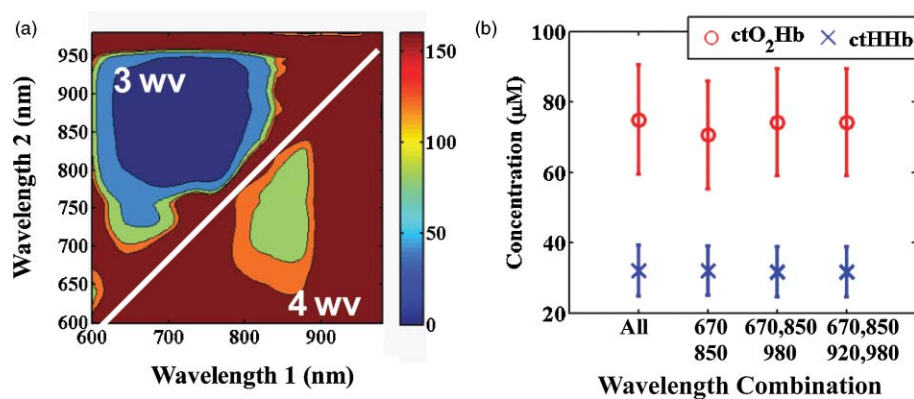 (a)
3 wv
4 wv
950
900
850
800
750
700
650
600
600
700
800
900
Wavelength 2 (nm)
Wavelength 1 (nm)
150
100
50
0
(b)
ctO₂Hb
ctHHb
100
80
60
40
20
Concentration (μM)
All
670
850
670,850
980
670,850
920,980
Wavelength Combination